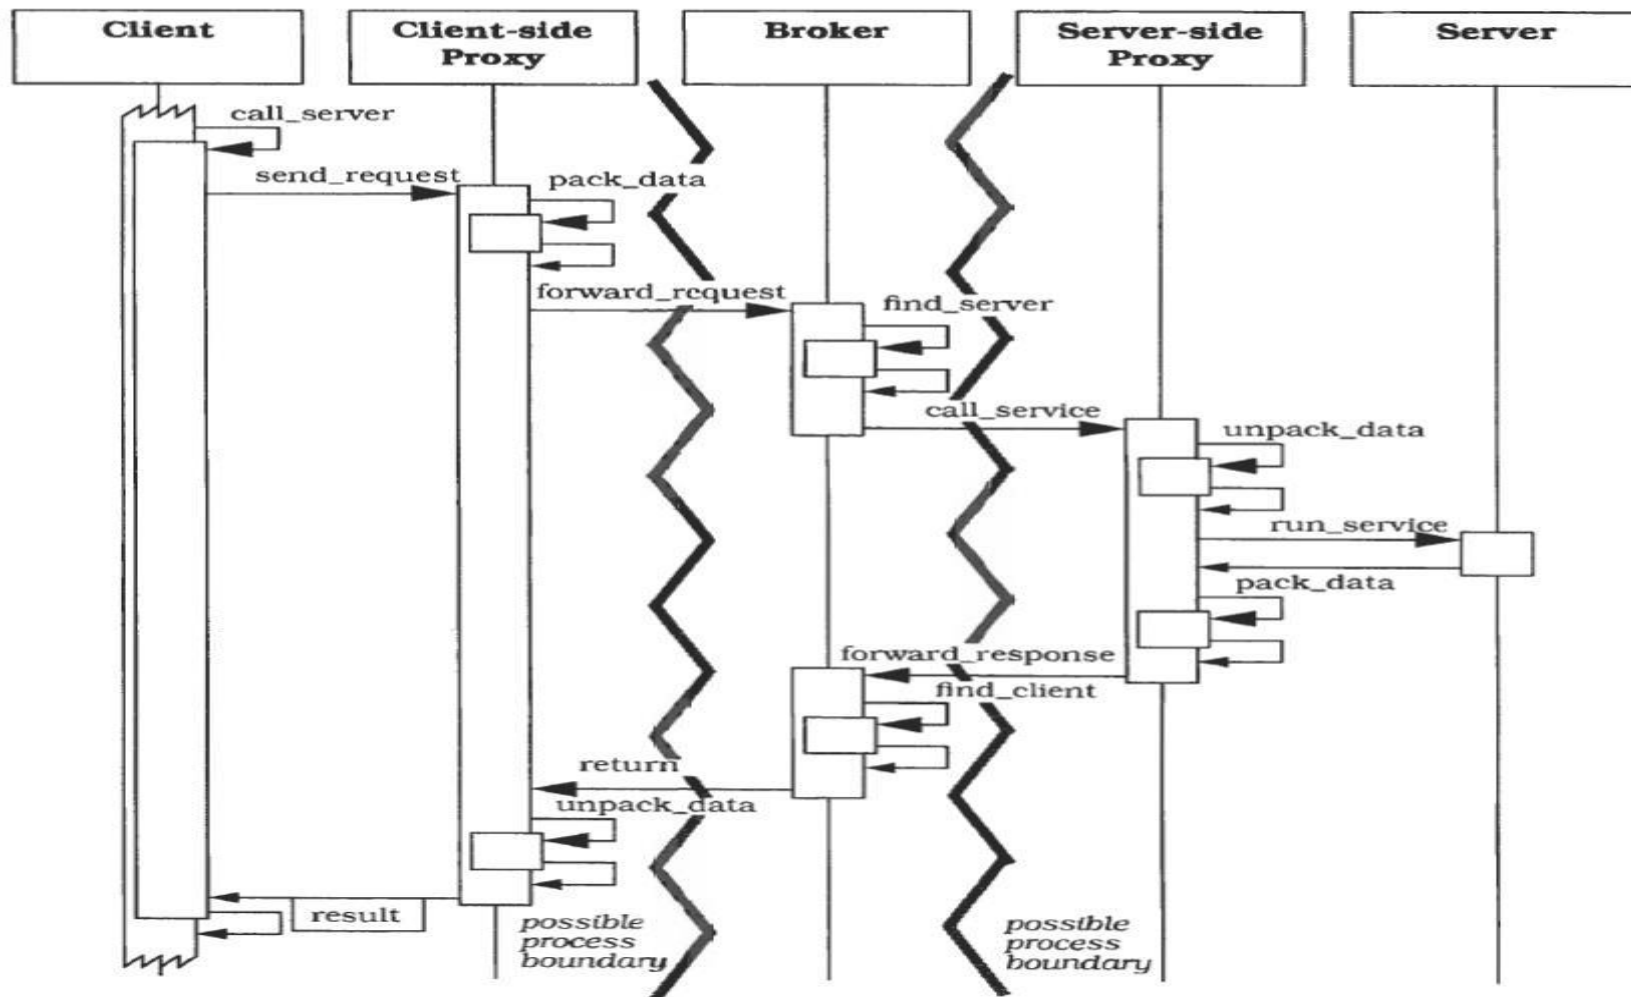 Client
Client-side
Proxy
Broker
Server-side
Proxy
Server
call_server
send_request
pack_data
forward_request
find_server
call_service
unpack_data
run_service
pack_data
forward_response
find_client
return
unpack_data
result
possible
process
boundary
possible
process
boundary